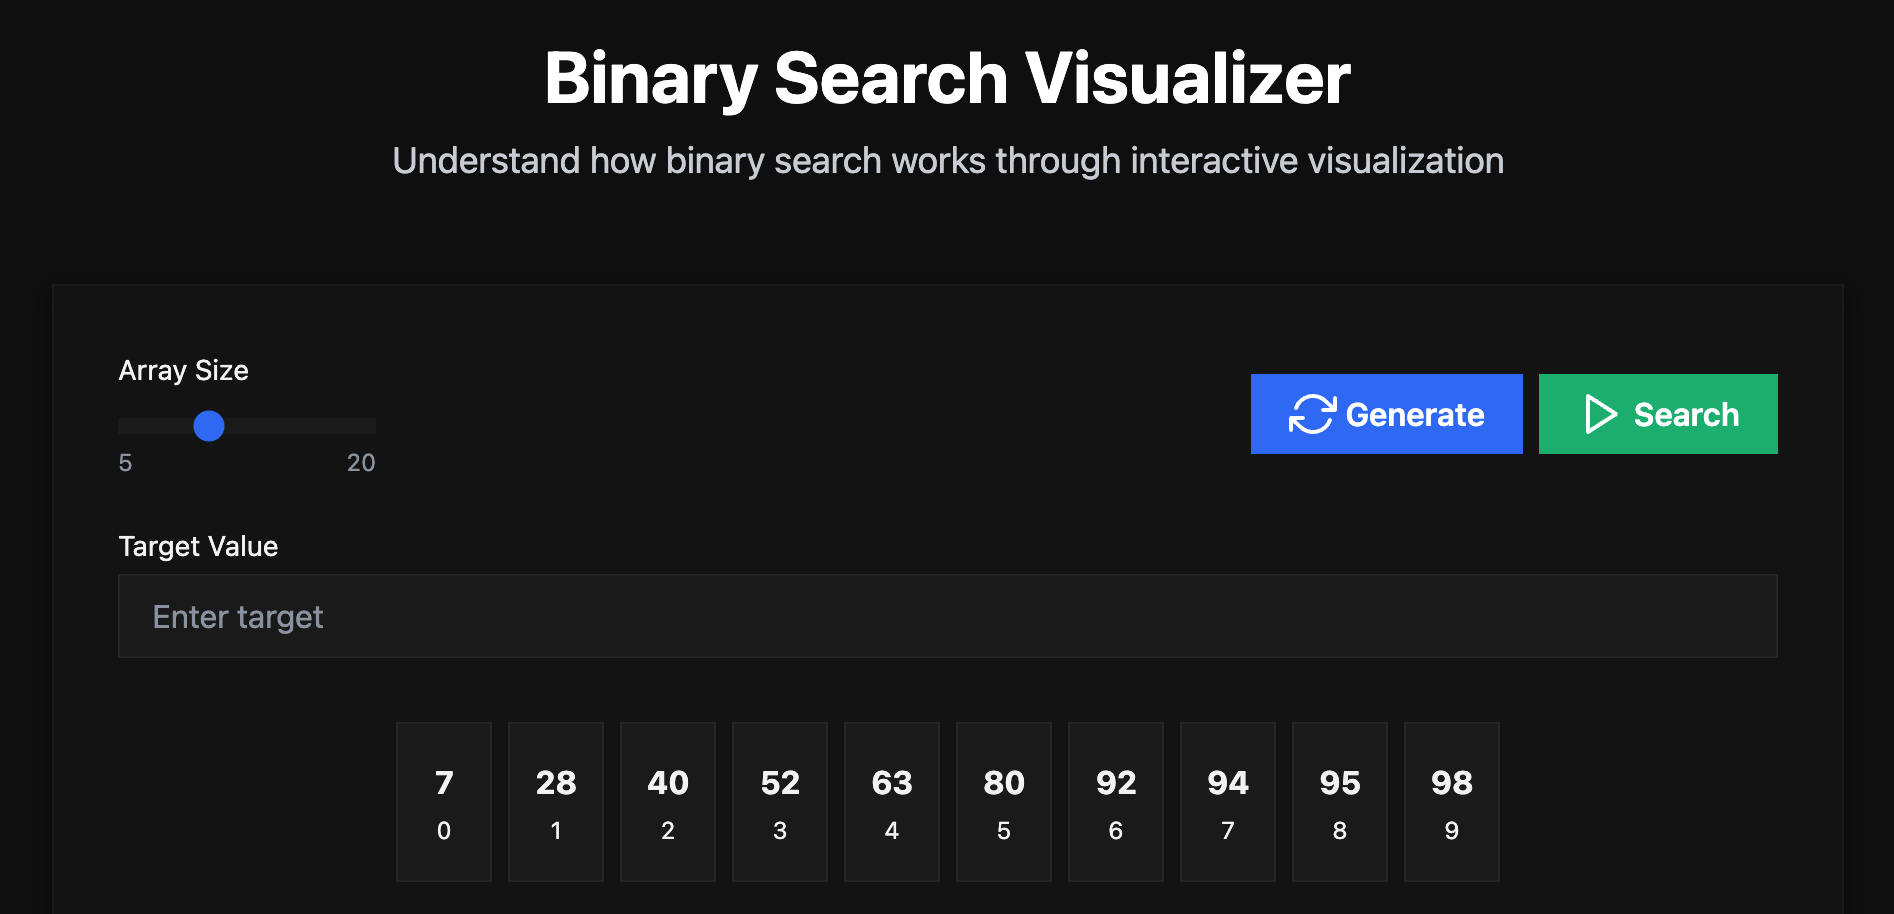 Binary Search Visualizer
Understand how binary search works through interactive visualization
Array Size
5 20
Generate Search
Target Value
Enter target
7 28 40 52 63 80 92 94 95 98
0 1 2 3 4 5 6 7 8 9